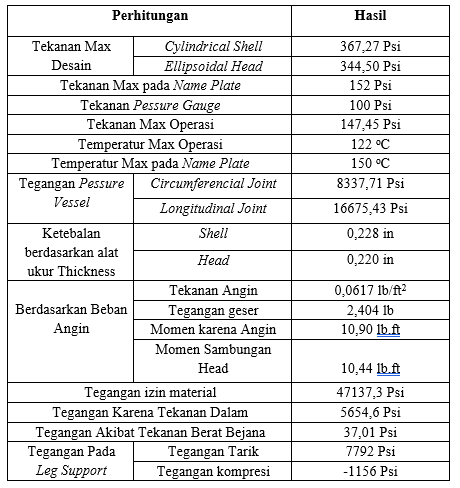 Perhitungan Hasil
Tekanan Max Desain Cylindrical Shell 367,27 Psi
Ellipsoidal Head 344,50 Psi
Tekanan Max pada Name Plate 152 Psi
Tekanan Pessure Gauge 100 Psi
Tekanan Max Operasi 147,45 Psi
Temperatur Max Operasi 122 ⁰C
Temperatur Max pada Name Plate 150 ⁰C
Tegangan Pessure Vessel Circumferencial Joint 8337,71 Psi
Longitudinal Joint 16675,43 Psi
Ketebalan berdasarkan alat ukur Thickness Shell 0,228 in
Head 0,220 in
Berdasarkan Beban Angin Tekanan Angin 0,0617 lb/ft²
Tegangan geser 2,404 lb
Momen karena Angin 10,90 lb.ft
Momen Sambungan Head 10,44 lb.ft
Tegangan izin material 47137,3 Psi
Tegangan Karena Tekanan Dalam 5654,6 Psi
Tegangan Akibat Tekanan Berat Bejana 37,01 Psi
Tegangan Pada Leg Support Tegangan Tarik 7792 Psi
Tegangan kompresi -1156 Psi